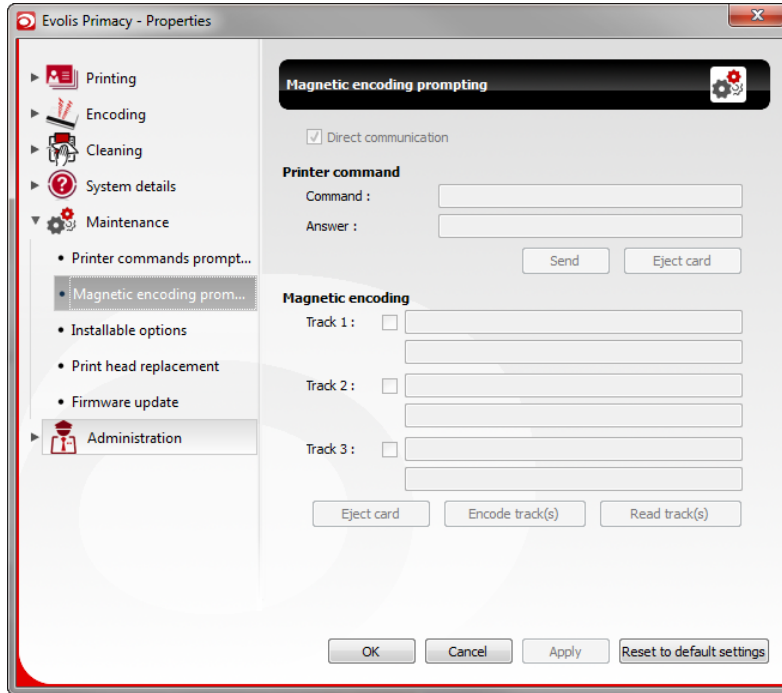 Evolis Primacy - Properties
Printing
Encoding
Cleaning
System details
Maintenance
Printer commands prompt...
Magnetic encoding prom...
Installable options
Print head replacement
Firmware update
Administration
Magnetic encoding prompting
Direct communication
Printer command
Command :
Answer :
Send Eject card
Magnetic encoding
Track 1 :
Track 2 :
Track 3 :
Eject card Encode track(s) Read track(s)
OK Cancel Apply Reset to default settings